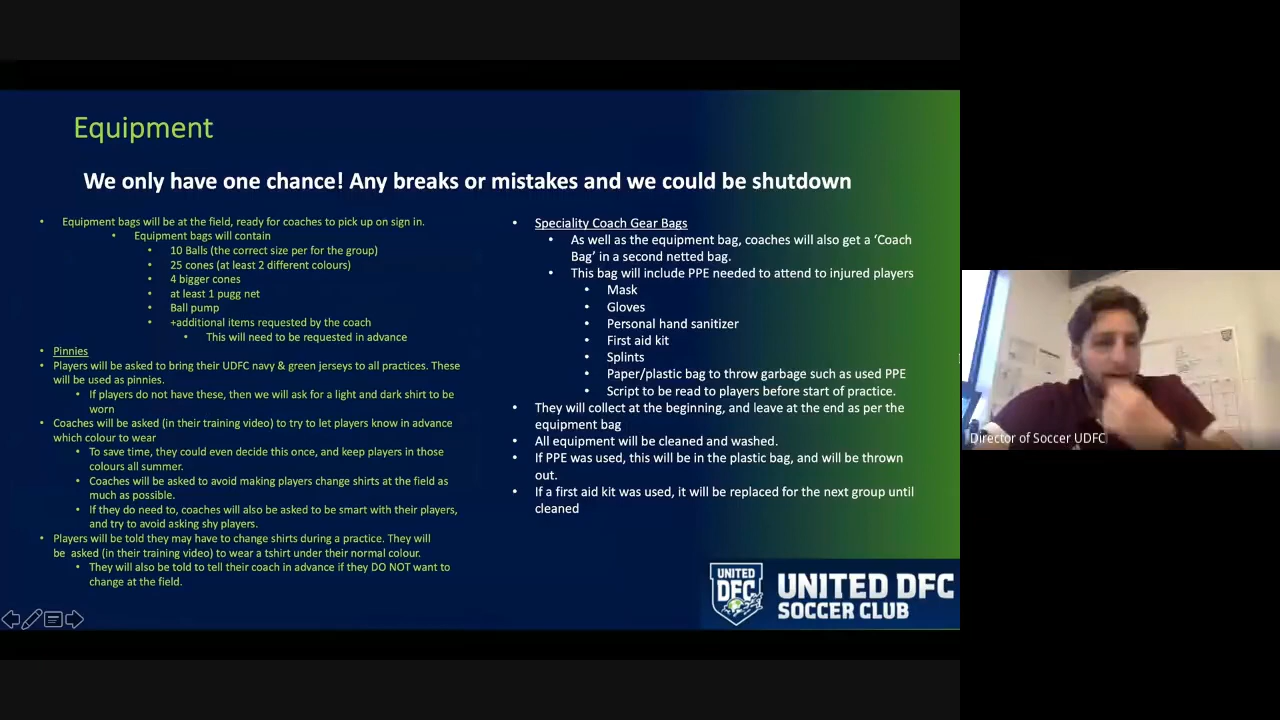 Equipment
We only have one chance! Any breaks or mistakes and we could be shutdown
• Equipment bags will be at the field, ready for coaches to pick up on sign in.
• Equipment bags will contain
• 10 Balls (the correct size per for the group)
• 25 cones (at least 2 different colours)
• 4 bigger cones
• at least 1 pugg net
• Ball pump
• +additional items requested by the coach
• This will need to be requested in advance
• Pinnies
• Players will be asked to bring their UDFC navy & green jerseys to all practices. These
will be used as pinnies.
• If players do not have these, then we will ask for a light and dark shirt to be
worn
• Coaches will be asked (in their training video) to try to let players know in advance
which colour to wear
• To save time, they could even decide this once, and keep players in those
colours all summer.
• Coaches will be asked to avoid making players change shirts at the field as
much as possible.
• If they do need to, coaches will also be asked to be smart with their players,
and try to avoid asking shy players.
• Players will be told they may have to change shirts during a practice. They will
be asked (in their training video) to wear a tshirt under their normal colour.
• They will also be told to tell their coach in advance if they DO NOT want to
change at the field.
• Speciality Coach Gear Bags
• As well as the equipment bag, coaches will also get a ‘Coach
Bag’ in a second netted bag.
• This bag will include PPE needed to attend to injured players
• Mask
• Gloves
• Personal hand sanitizer
• First aid kit
• Splints
• Paper/plastic bag to throw garbage such as used PPE
• Script to be read to players before start of practice.
• They will collect at the beginning, and leave at the end as per the
equipment bag
• All equipment will be cleaned and washed.
• If PPE was used, this will be in the plastic bag, and will be thrown
out.
• If a first aid kit was used, it will be replaced for the next group until
cleaned
UNITED
DFC
UNITED DFC
SOCCER CLUB
Director of Soccer UDFC